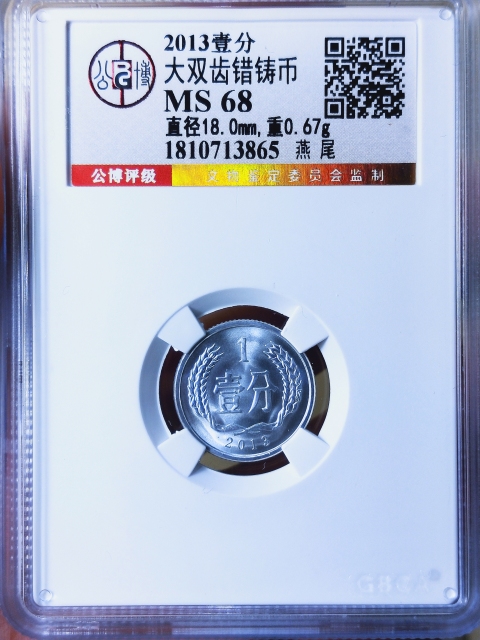 2013壹分
大双齿错铸币
MS 68
直径18.0mm,重0.67g
1810713865 燕尾
公 博
公博评级
文物鉴定委员会监制
1
壹分
2013
GBCA